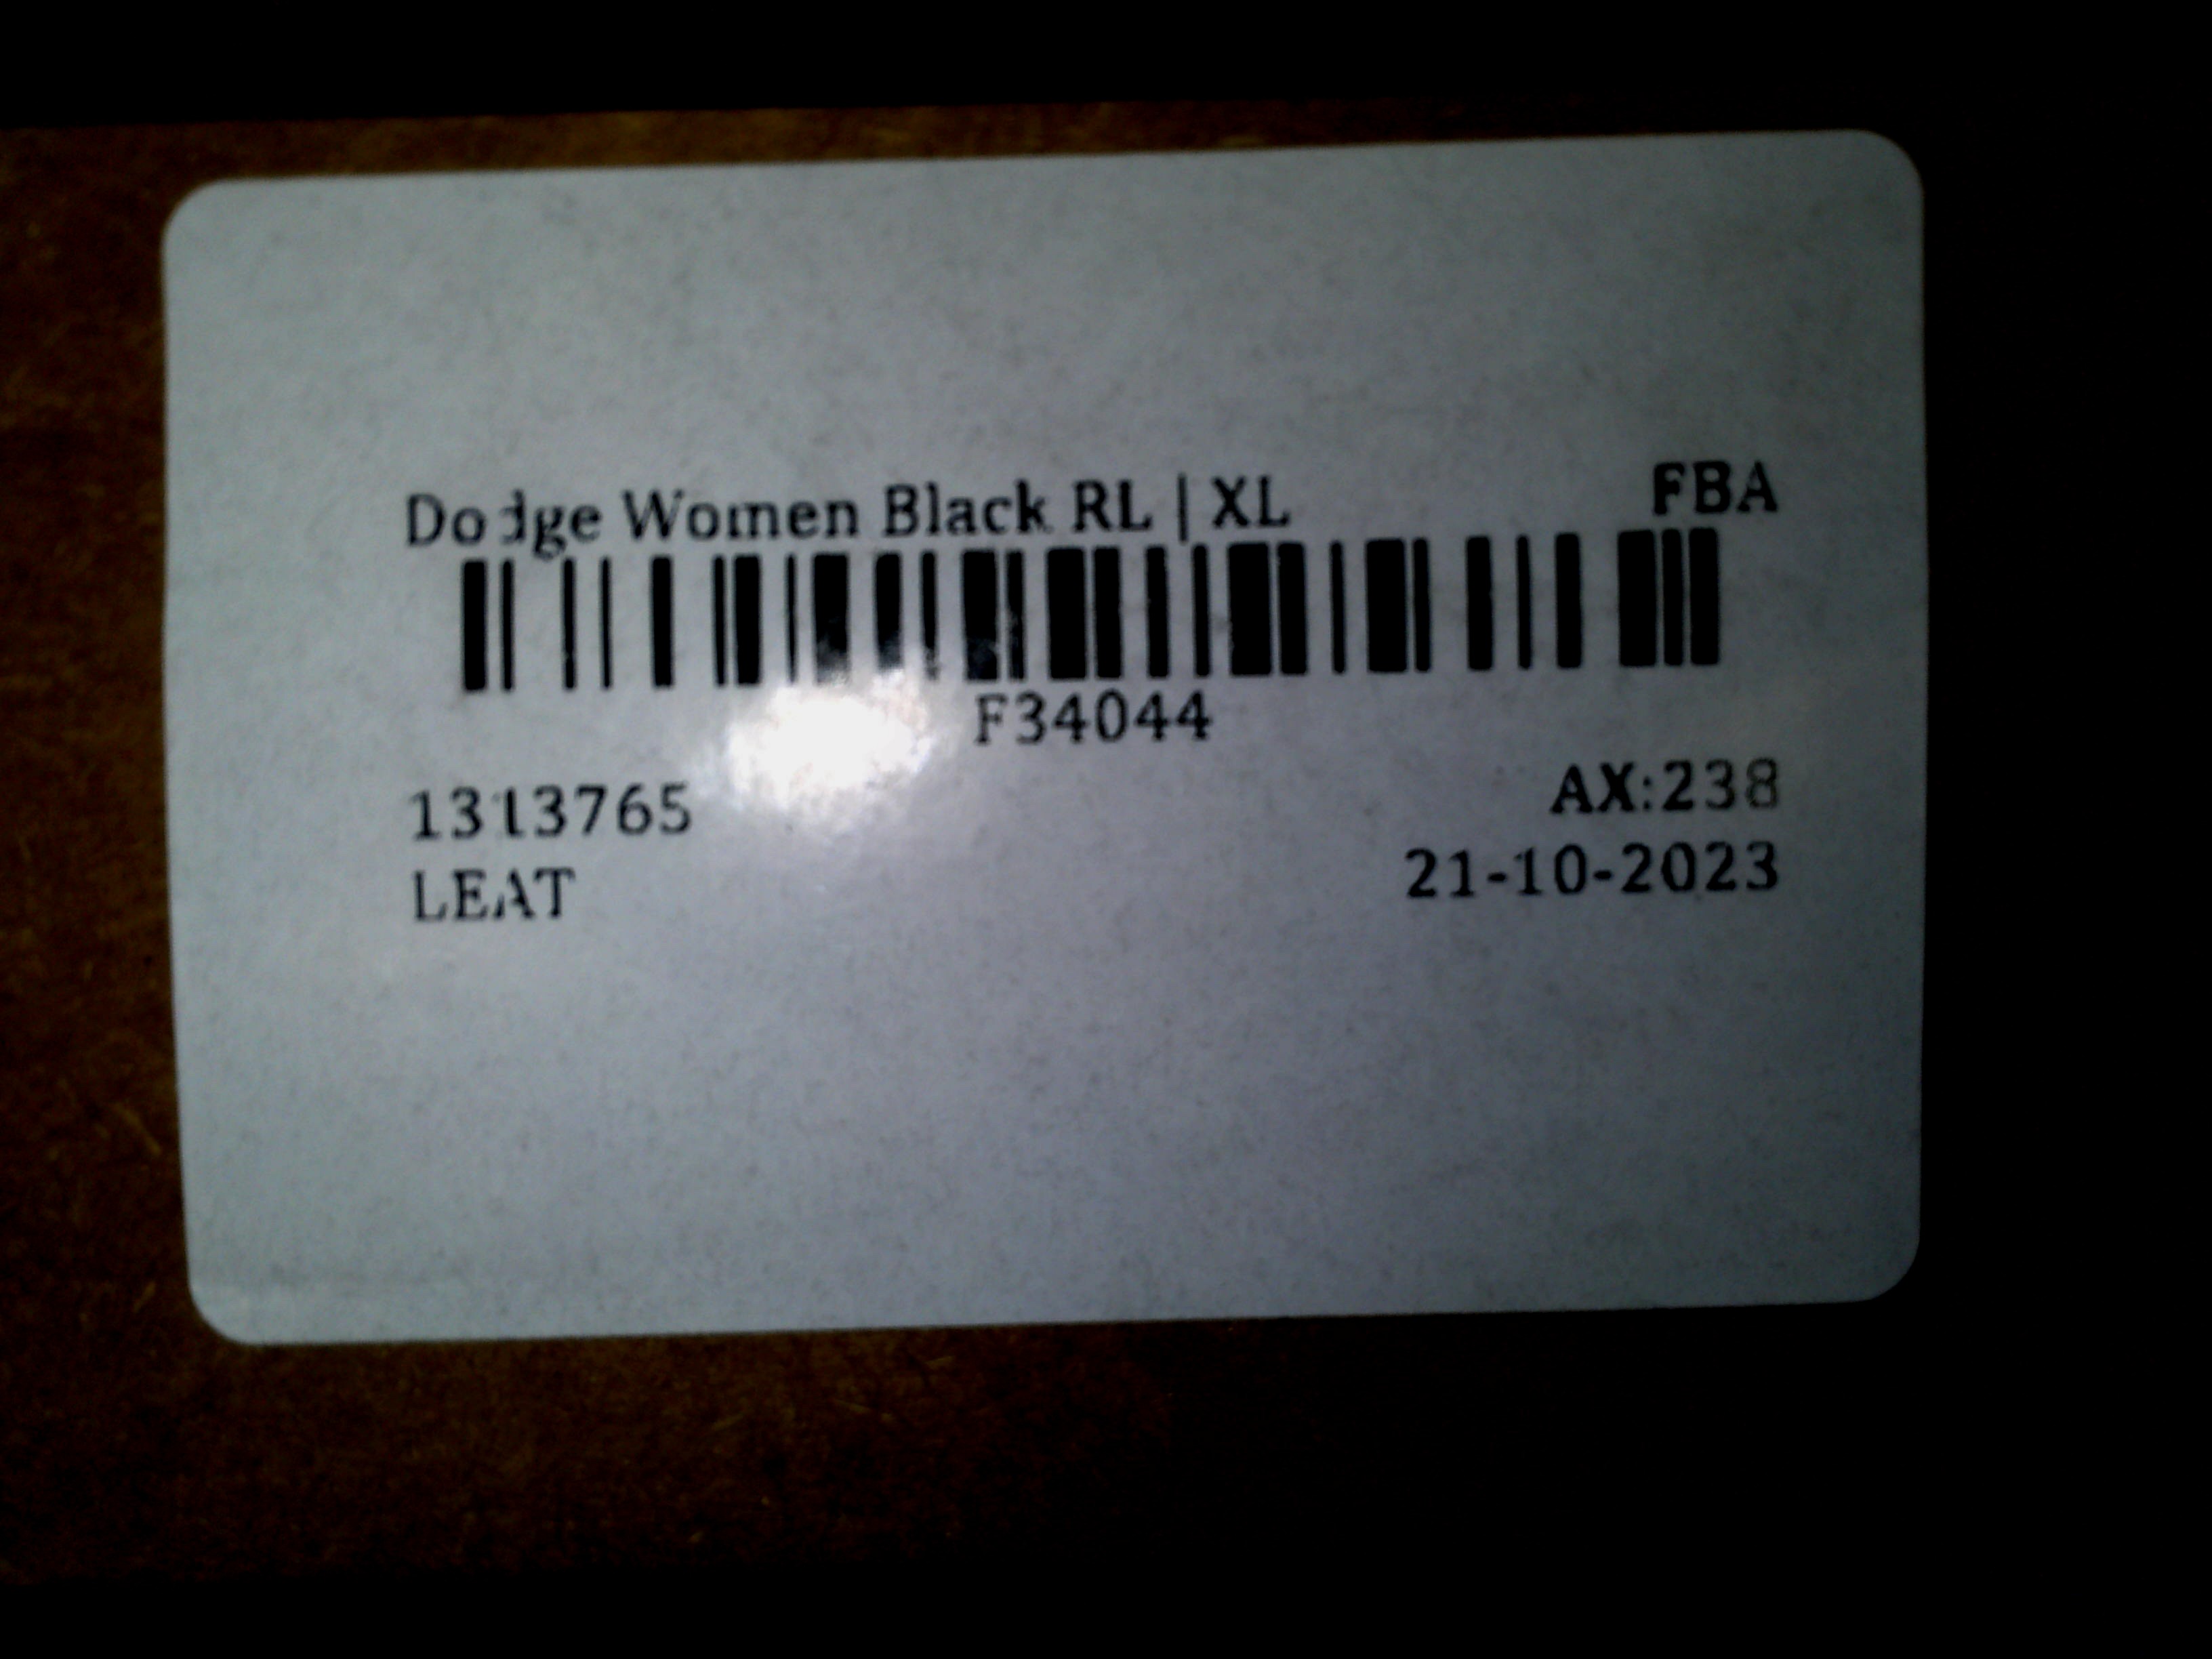 Dodge Women Black RL | XL FBA
F34044
1313765 AX:238
LEAT 21-10-2023